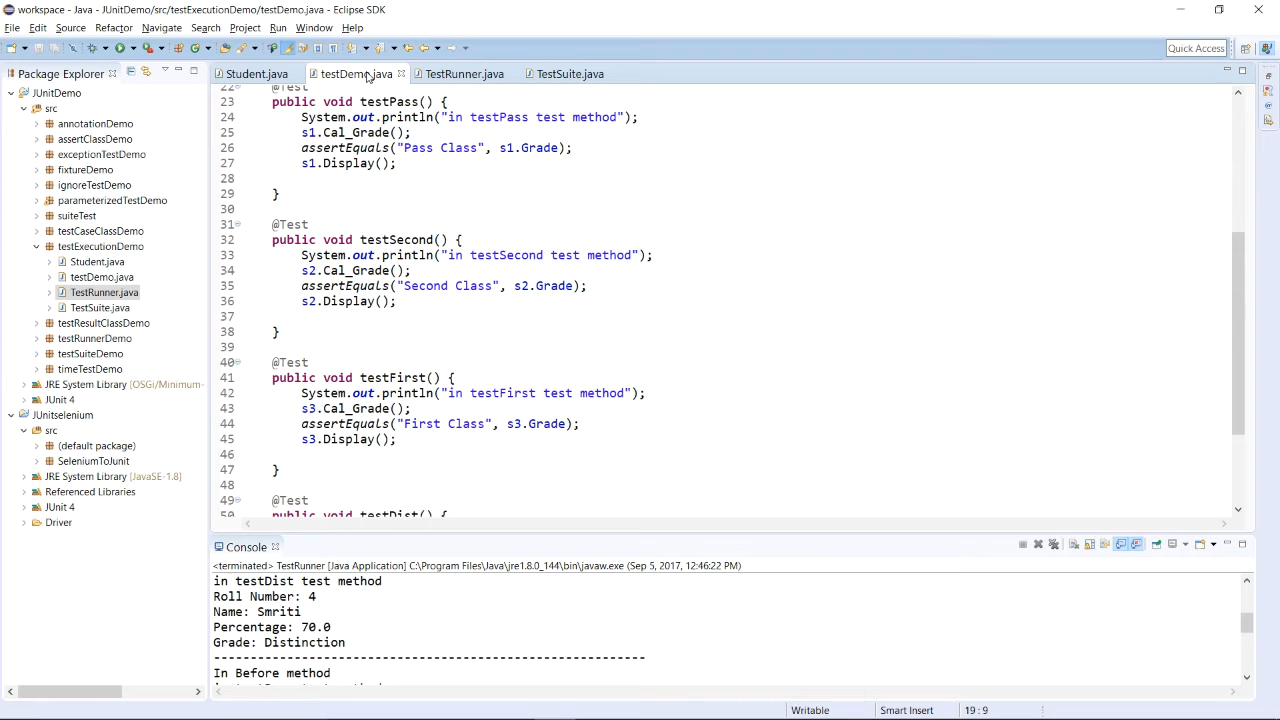 workspace - Java - JUnitDemo/src/testExecutionDemo/testDemo.java - Eclipse SDK
File Edit Source Refactor Navigate Search Project Run Window Help
Quick Access
Package Explorer
Student.java testDemo.java TestRunner.java TestSuite.java
JUnitDemo
src
annotationDemo
assertClassDemo
exceptionTestDemo
fixtureDemo
ignoreTestDemo
parameterizedTestDemo
suiteTest
testCaseClassDemo
testExecutionDemo
Student.java
testDemo.java
TestRunner.java
TestSuite.java
testResultClassDemo
testRunnerDemo
testSuiteDemo
timeTestDemo
JRE System Library [OSGi/Minimum-
JUnit 4
JUnitselenium
src
(default package)
SeleniumToJunit
JRE System Library [JavaSE-1.8]
Referenced Libraries
JUnit 4
Driver
22 @Test
23 public void testPass() {
24 System.out.println("in testPass test method");
25 s1.Cal_Grade();
26 assertEquals("Pass Class", s1.Grade);
27 s1.Display();
28
29 }
30
31 @Test
32 public void testSecond() {
33 System.out.println("in testSecond test method");
34 s2.Cal_Grade();
35 assertEquals("Second Class", s2.Grade);
36 s2.Display();
37
38 }
39
40 @Test
41 public void testFirst() {
42 System.out.println("in testFirst test method");
43 s3.Cal_Grade();
44 assertEquals("First Class", s3.Grade);
45 s3.Display();
46
47 }
48
49 @Test
50 public void testDist() {
Console
<terminated> TestRunner [Java Application] C:\Program Files\Java\jre1.8.0_144\bin\javaw.exe (Sep 5, 2017, 12:46:22 PM)
in testDist test method
Roll Number: 4
Name: Smriti
Percentage: 70.0
Grade: Distinction
-----------------------------------------------------------
In Before method
Writable Smart Insert 19 : 9